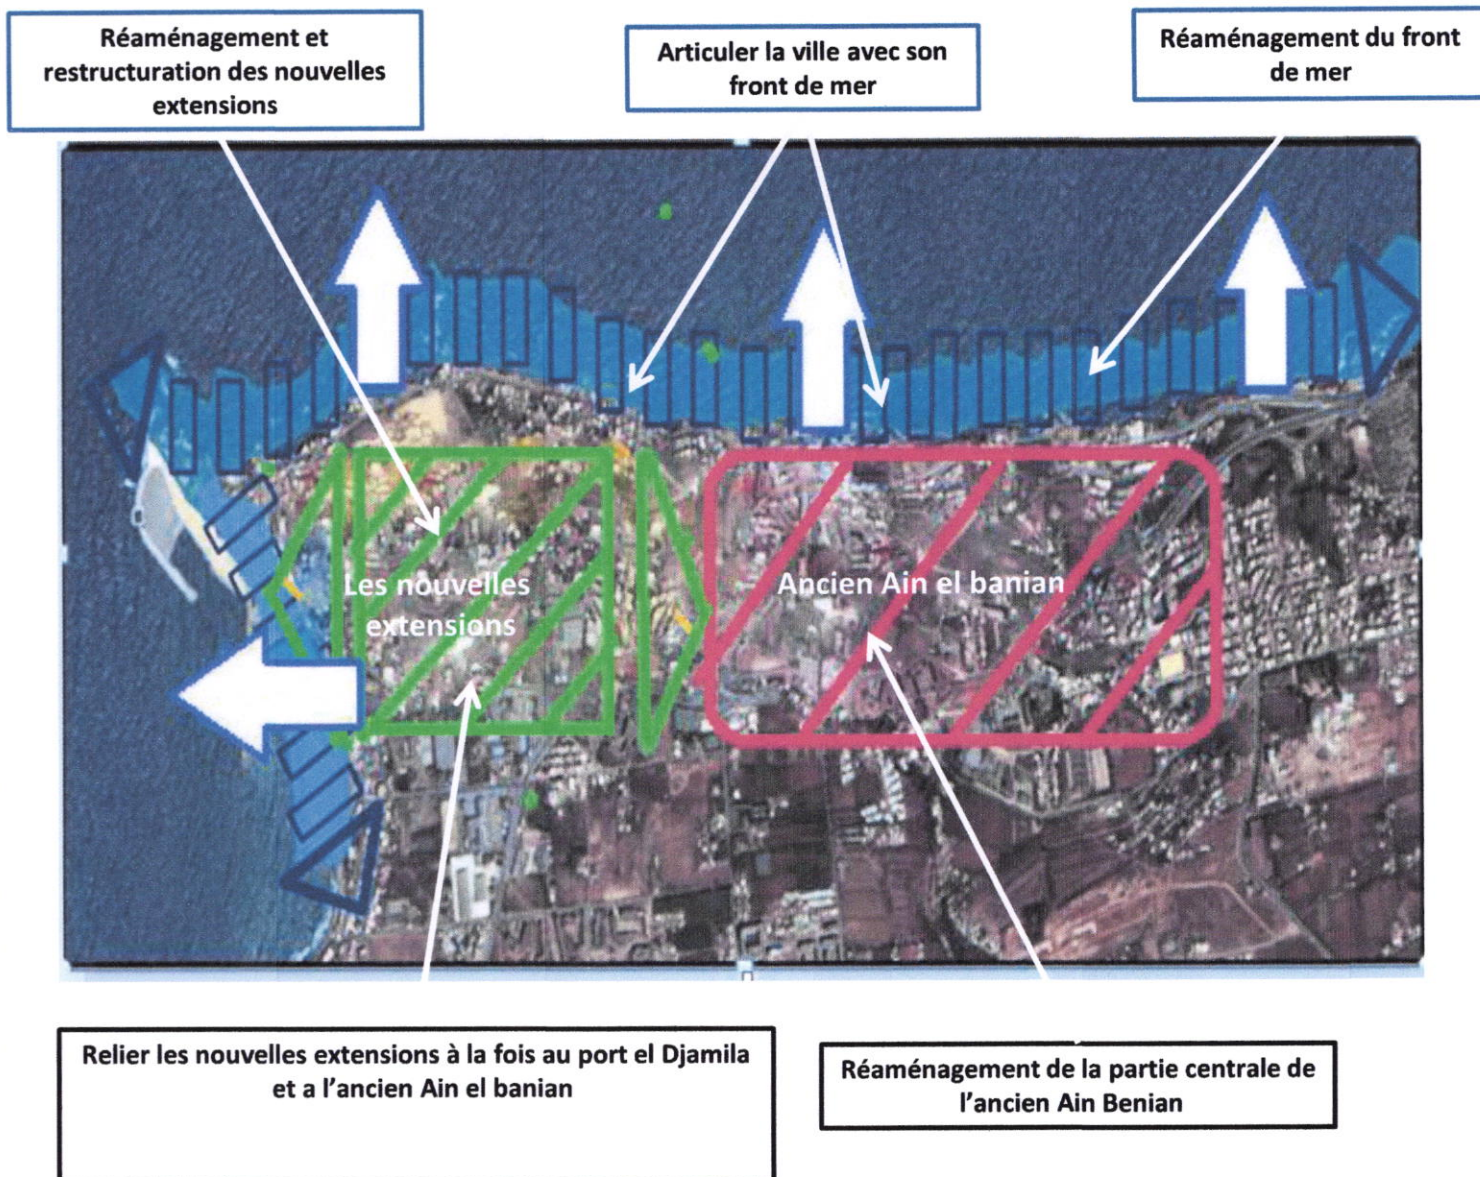 Réaménagement et
restructuration des nouvelles
extensions
Articuler la ville avec son
front de mer
Réaménagement du front
de mer
Les nouvelles
extensions
Ancien Ain el banian
Relier les nouvelles extensions à la fois au port el Djamila
et a l'ancien Ain el banian
Réaménagement de la partie centrale de
l'ancien Ain Benian